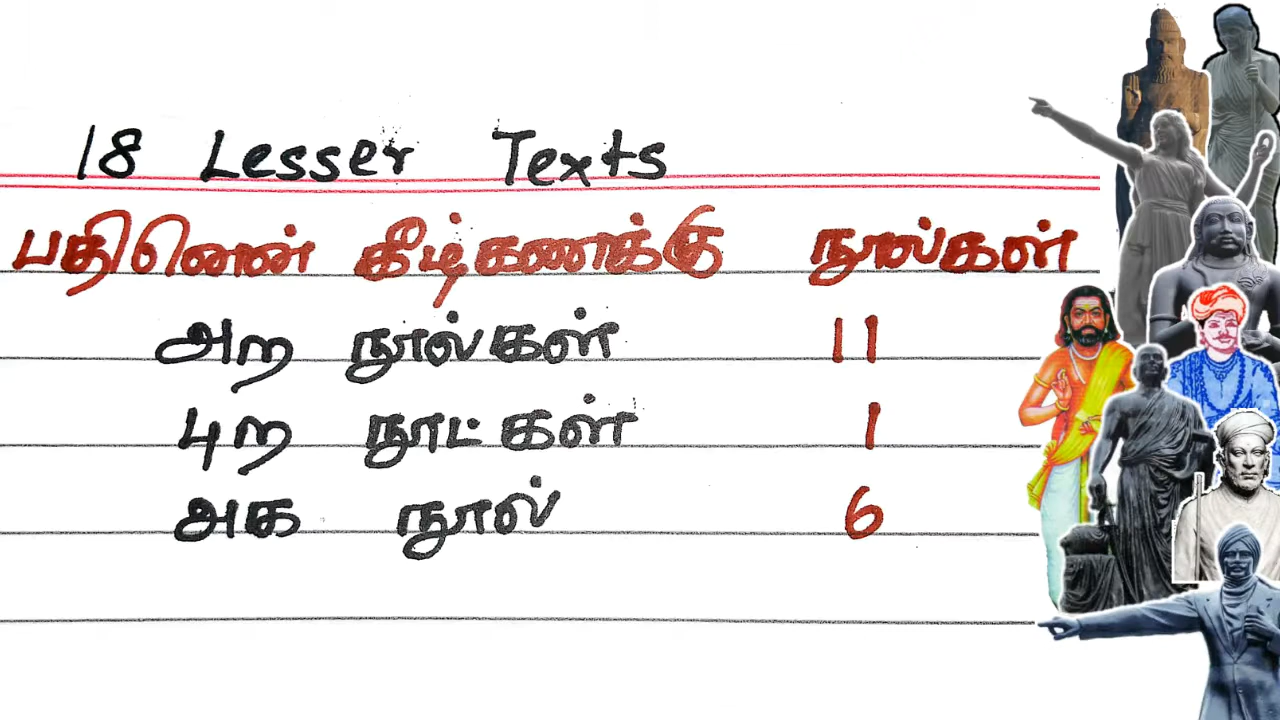 18 Lesser Texts
பதினெண் கீழ்கணக்கு நூல்கள்
அற நூல்கள் 11
புற நூட்கள் 1
அக நூல் 6